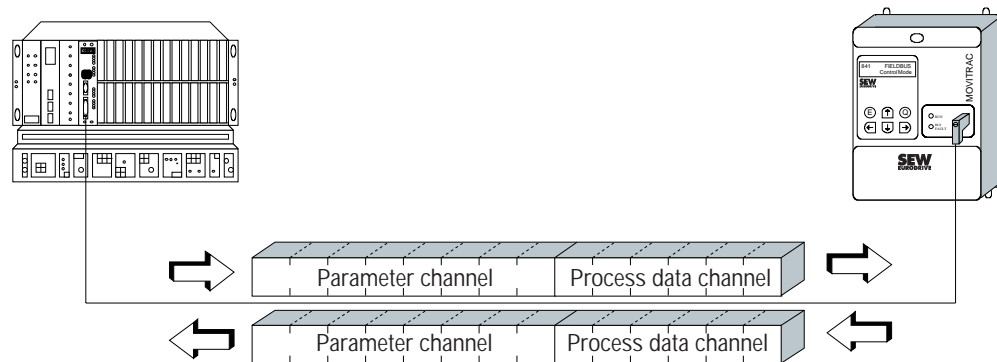 841 FIELDBUS
Control Mode
SEW
EURODRIVE
E Q
MOVITRAC
SEW
EURODRIVE
Parameter channel Process data channel
Parameter channel Process data channel